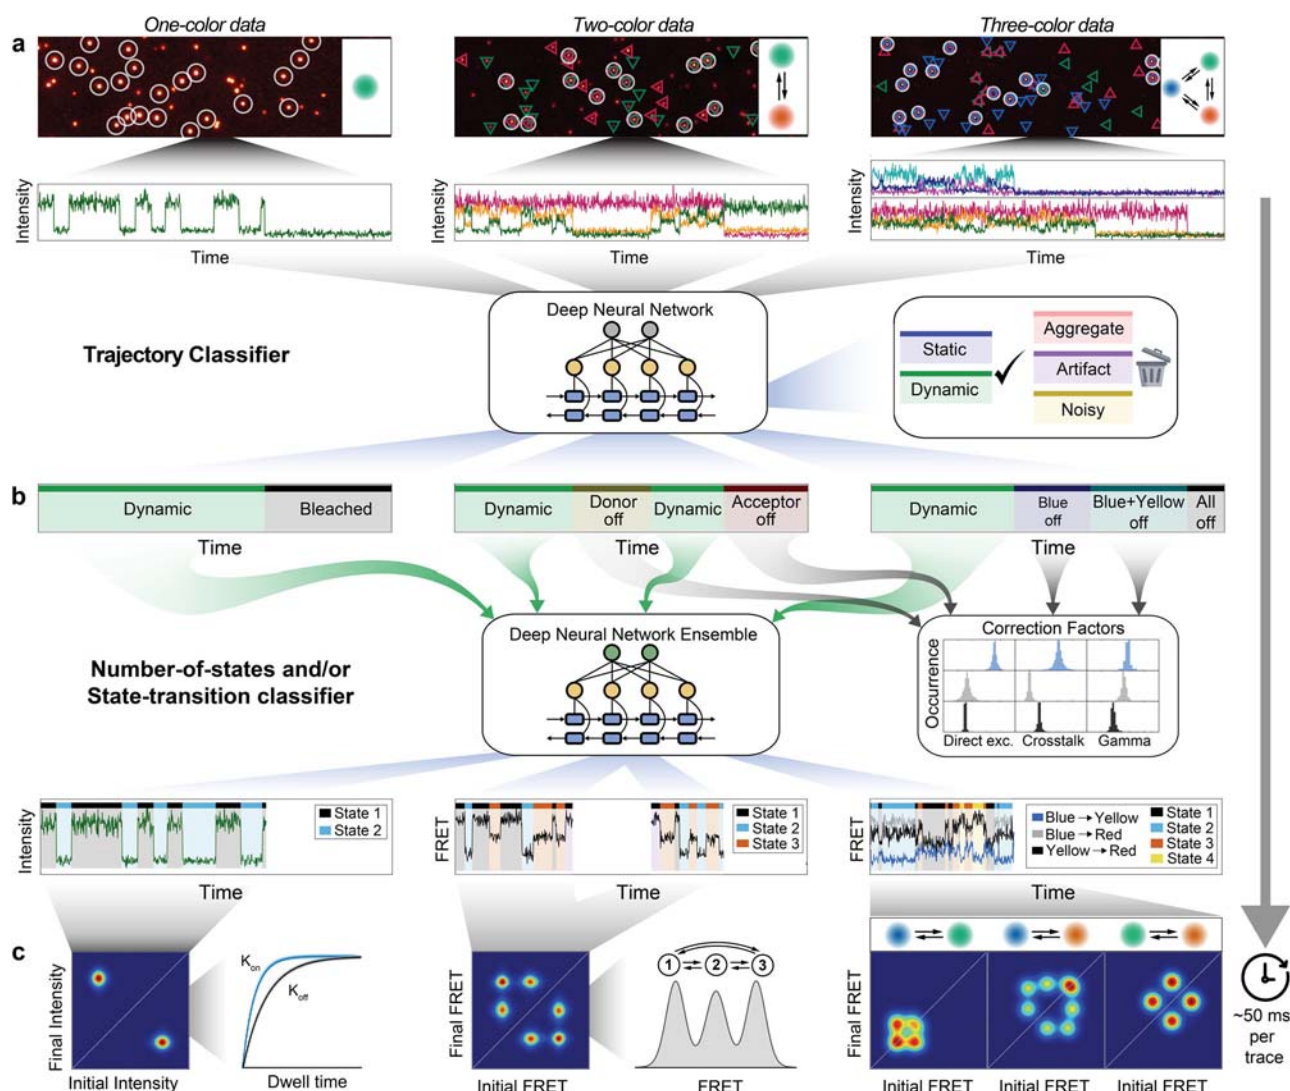 One-color data
Two-color data
Three-color data
a
Intensity
Time
Intensity
Time
Intensity
Time
Trajectory Classifier
Deep Neural Network
Static
Dynamic
Aggregate
Artifact
Noisy
b
Dynamic
Bleached
Time
Dynamic
Donor
off
Dynamic
Acceptor
off
Time
Dynamic
Blue
off
Blue+Yellow
off
All
off
Time
Number-of-states and/or
State-transition classifier
Deep Neural Network Ensemble
Correction Factors
Occurrence
Direct exc.
Crosstalk
Gamma
Intensity
State 1
State 2
Time
FRET
State 1
State 2
State 3
Time
FRET
Blue → Yellow
Blue → Red
Yellow → Red
State 1
State 2
State 3
State 4
Time
c
Final Intensity
Initial Intensity
Kon
Koff
Dwell time
Final FRET
Initial FRET
1
2
3
FRET
Final FRET
Initial FRET
Initial FRET
Initial FRET
~50 ms
per
trace